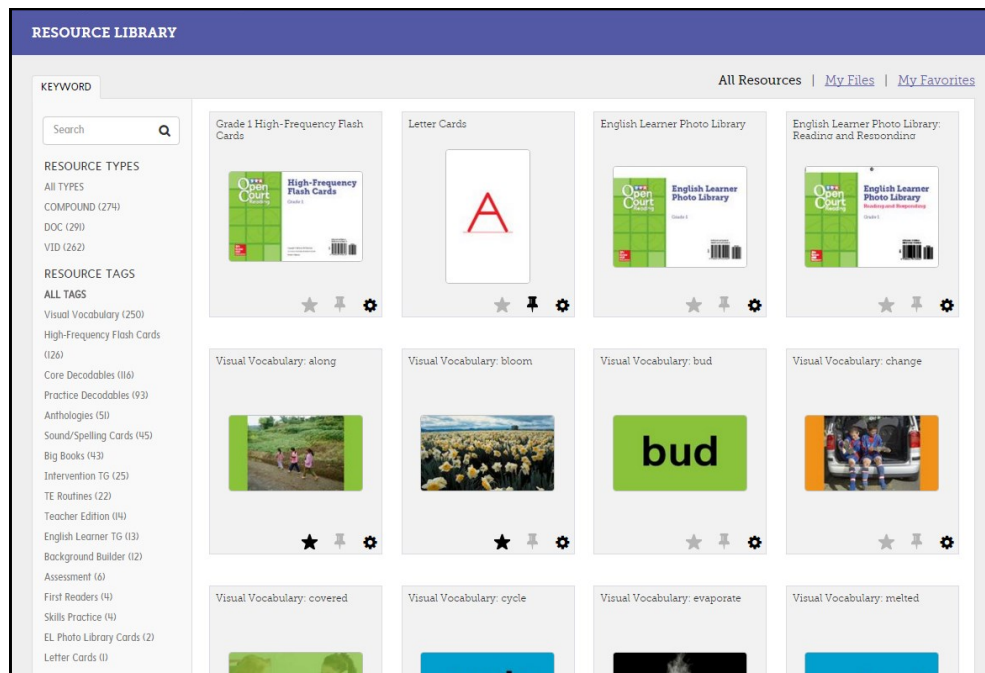 RESOURCE LIBRARY
KEYWORD
All Resources | My Files | My Favorites
Search
RESOURCE TYPES
All TYPES
COMPOUND (274)
DOC (291)
VID (262)
RESOURCE TAGS
ALL TAGS
Visual Vocabulary (250)
High-Frequency Flash Cards
(126)
Core Decodables (116)
Practice Decodables (93)
Anthologies (51)
Sound/Spelling Cards (45)
Big Books (43)
Intervention TG (25)
TE Routines (22)
Teacher Edition (14)
English Learner TG (13)
Background Builder (12)
Assessment (6)
First Readers (4)
Skills Practice (4)
EL Photo Library Cards (2)
Letter Cards (1)
Grade 1 High-Frequency Flash
Cards
Open
Court
Reading
High-Frequency
Flash Cards
Letter Cards
A
English Learner Photo Library
Open
Court
Reading
English Learner
Photo Library
English Learner Photo Library:
Reading and Responding
Open
Court
Reading
English Learner
Photo Library
Reading and Responding
Visual Vocabulary: along
Visual Vocabulary: bloom
Visual Vocabulary: bud
bud
Visual Vocabulary: change
Visual Vocabulary: covered
Visual Vocabulary: cycle
Visual Vocabulary: evaporate
Visual Vocabulary: melted